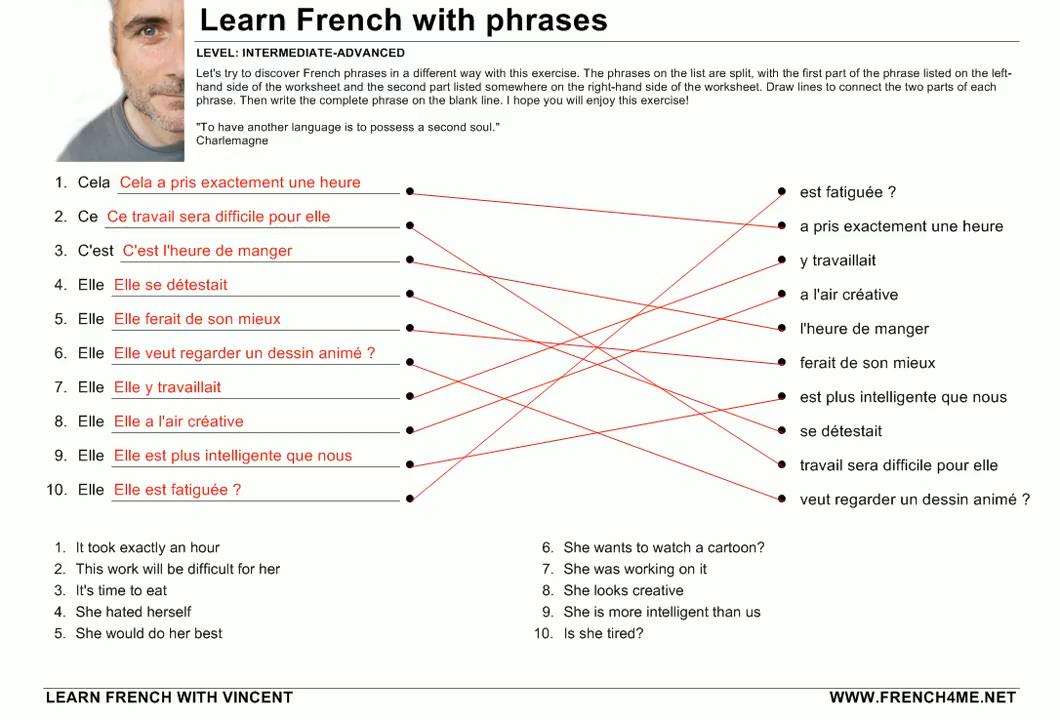 Learn French with phrases
LEVEL: INTERMEDIATE-ADVANCED
Let's try to discover French phrases in a different way with this exercise. The phrases on the list are split, with the first part of the phrase listed on the left-
hand side of the worksheet and the second part listed somewhere on the right-hand side of the worksheet. Draw lines to connect the two parts of each
phrase. Then write the complete phrase on the blank line. I hope you will enjoy this exercise!
"To have another language is to possess a second soul."
Charlemagne
1. Cela Cela a pris exactement une heure
2. Ce Ce travail sera difficile pour elle
3. C'est C'est l'heure de manger
4. Elle Elle se détestait
5. Elle Elle ferait de son mieux
6. Elle Elle veut regarder un dessin animé ?
7. Elle Elle y travaillait
8. Elle Elle a l'air créative
9. Elle Elle est plus intelligente que nous
10. Elle Elle est fatiguée ?
est fatiguée ?
a pris exactement une heure
y travaillait
a l'air créative
l'heure de manger
ferait de son mieux
est plus intelligente que nous
se détestait
travail sera difficile pour elle
veut regarder un dessin animé ?
1. It took exactly an hour
2. This work will be difficult for her
3. It's time to eat
4. She hated herself
5. She would do her best
6. She wants to watch a cartoon?
7. She was working on it
8. She looks creative
9. She is more intelligent than us
10. Is she tired?
LEARN FRENCH WITH VINCENT
WWW.FRENCH4ME.NET